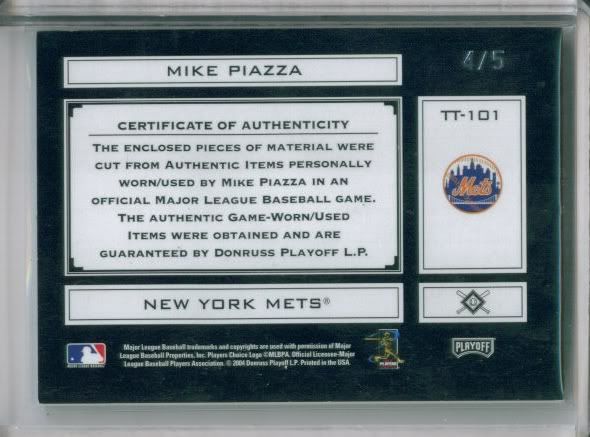 4/5
MIKE PIAZZA
CERTIFICATE OF AUTHENTICITY
THE ENCLOSED PIECES OF MATERIAL WERE
CUT FROM AUTHENTIC ITEMS PERSONALLY
WORN/USED BY MIKE PIAZZA IN AN
OFFICIAL MAJOR LEAGUE BASEBALL GAME.
THE AUTHENTIC GAME-WORN/USED
ITEMS WERE OBTAINED AND ARE
GUARANTEED BY DONRUSS PLAYOFF L.P.
TT-101
Mets
NEW YORK METS®
Major League Baseball trademarks and copyrights are used with permission of Major
League Baseball Properties, Inc. Players Choice Logo ©MLBPA. Official Licensee-Major
League Baseball Players Association. © 2004 Donruss Playoff L.P. Printed in the USA.
PLAYOFF